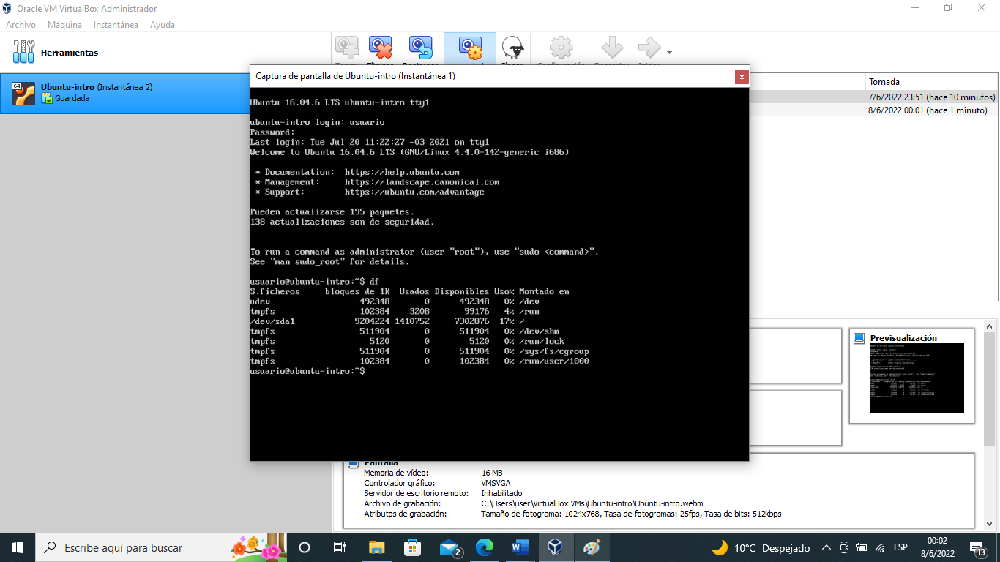 Oracle VM VirtualBox Administrador
Archivo Máquina Instantánea Ayuda
Herramientas
64
Ubuntu-intro (Instantánea 2)
Guardada
Captura de pantalla de Ubuntu-intro (Instantánea 1)
x
Tomada
7/6/2022 23:51 (hace 10 minutos)
8/6/2022 00:01 (hace 1 minuto)
Ubuntu 16.04.6 LTS ubuntu-intro tty1
ubuntu-intro login: usuario
Password:
Last login: Tue Jul 20 11:22:27 -03 2021 on tty1
Welcome to Ubuntu 16.04.6 LTS (GNU/Linux 4.4.0-142-generic i686)
* Documentation: https://help.ubuntu.com
* Management: https://landscape.canonical.com
* Support: https://ubuntu.com/advantage
Pueden actualizarse 195 paquetes.
138 actualizaciones son de seguridad.
To run a command as administrator (user "root"), use "sudo <command>".
See "man sudo_root" for details.
usuario@ubuntu-intro:~$ df
S.ficheros bloques de 1K Usados Disponibles Uso% Montado en
udev 492348 0 492348 0% /dev
tmpfs 102384 3208 99176 4% /run
/dev/sda1 9204224 1410752 7302876 17% /
tmpfs 511904 0 511904 0% /dev/shm
tmpfs 5120 0 5120 0% /run/lock
tmpfs 511904 0 511904 0% /sys/fs/cgroup
tmpfs 102384 0 102384 0% /run/user/1000
usuario@ubuntu-intro:~$
Previsualización
Pantalla
Memoria de vídeo: 16 MB
Controlador gráfico: VMSVGA
Servidor de escritorio remoto: Inhabilitado
Archivo de grabación: C:\Users\user\VirtualBox VMs\Ubuntu-intro\Ubuntu-intro.webm
Atributos de grabación: Tamaño de fotograma: 1024x768, Tasa de fotogramas: 25fps, Tasa de bits: 512kbps
Escribe aquí para buscar
2
10°C Despejado
ESP
00:02
8/6/2022
13